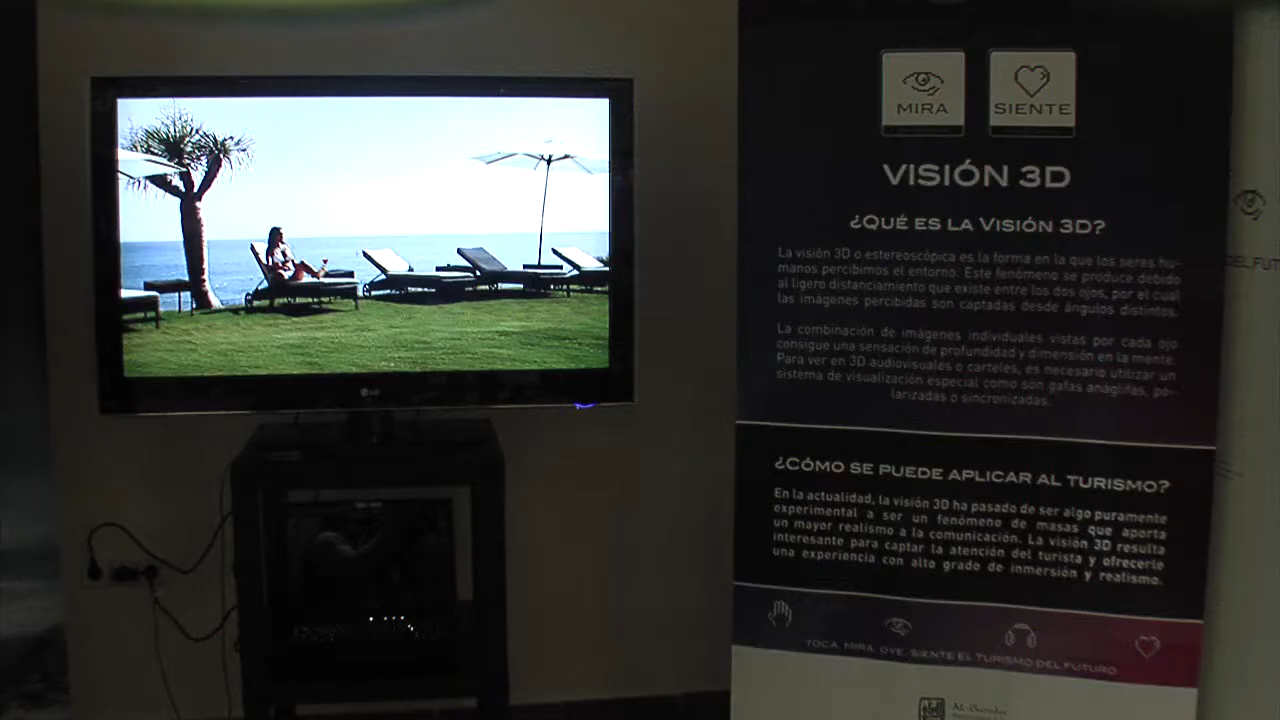 LG
MIRA
SIENTE
VISIÓN 3D
¿QUÉ ES LA VISIÓN 3D?
La visión 3D o estereoscópica es la forma en la que los seres hu-
manos percibimos el entorno. Este fenómeno se produce debido
al ligero distanciamiento que existe entre los dos ojos, por el cual
las imágenes percibidas son captadas desde ángulos distintos.
La combinación de imágenes individuales vistas por cada ojo
consigue una sensación de profundidad y dimensión en la mente.
Para ver en 3D audiovisuales o carteles, es necesario utilizar un
sistema de visualización especial como son gafas anáglifas, po-
larizadas o sincronizadas.
¿CÓMO SE PUEDE APLICAR AL TURISMO?
En la actualidad, la visión 3D ha pasado de ser algo puramente
experimental a ser un fenómeno de masas que aporta
un mayor realismo a la comunicación. La visión 3D resulta
interesante para captar la atención del turista y ofrecerle
una experiencia con alto grado de inmersión y realismo.
TOCA, MIRA, OYE, SIENTE EL TURISMO DEL FUTURO
DEL FUT